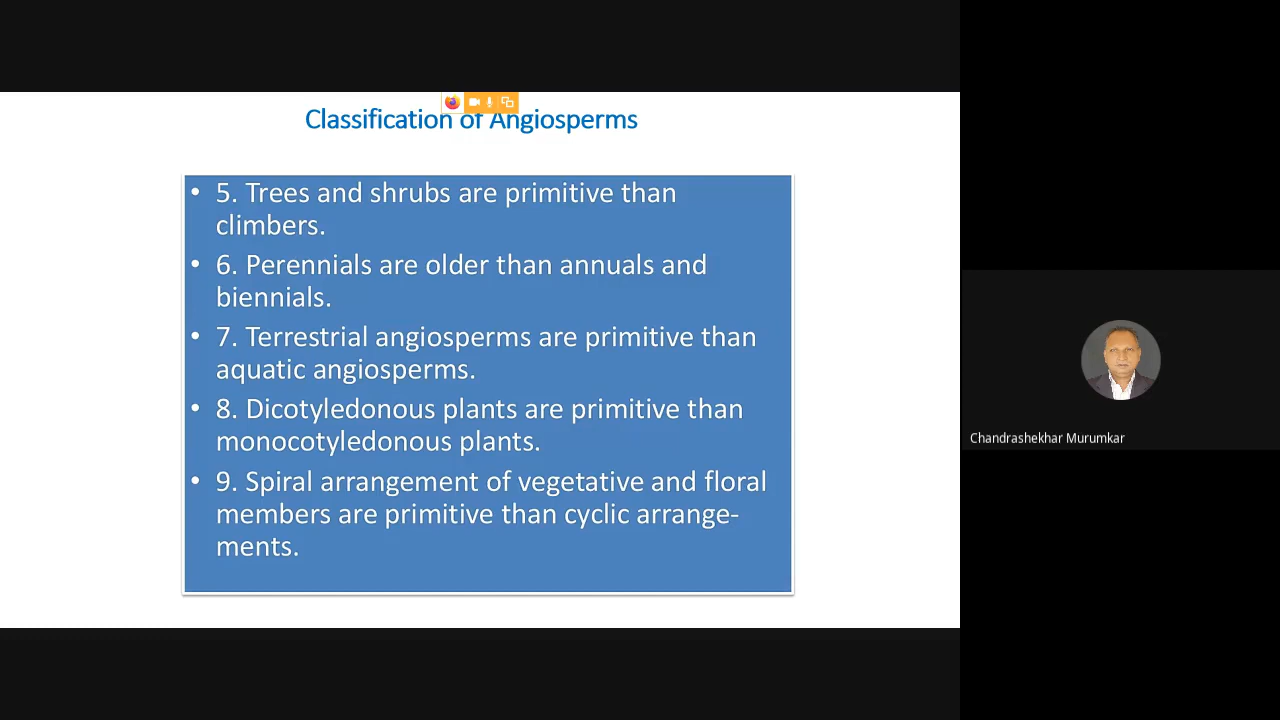 Classification of Angiosperms
• 5. Trees and shrubs are primitive than
climbers.
• 6. Perennials are older than annuals and
biennials.
• 7. Terrestrial angiosperms are primitive than
aquatic angiosperms.
• 8. Dicotyledonous plants are primitive than
monocotyledonous plants.
• 9. Spiral arrangement of vegetative and floral
members are primitive than cyclic arrange-
ments.
Chandrashekhar Murumkar